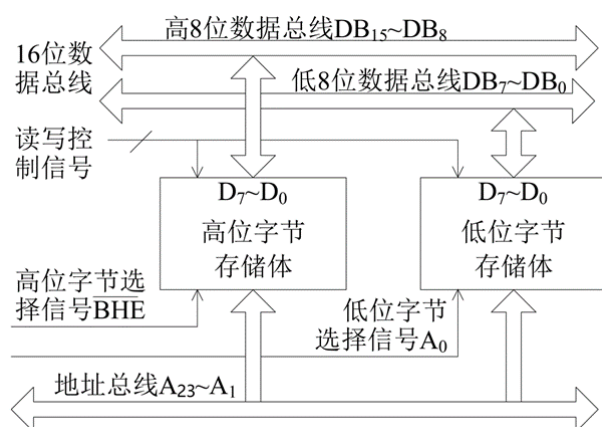 高8位数据总线DB₁₅~DB₈
16位数
据总线
低8位数据总线DB₇~DB₀
读写控
制信号
D₇~D₀
高位字节
存储体
D₇~D₀
低位字节
存储体
高位字节选
择信号B̅H̅E̅
低位字节
选择信号A₀
地址总线A₂₃~A₁